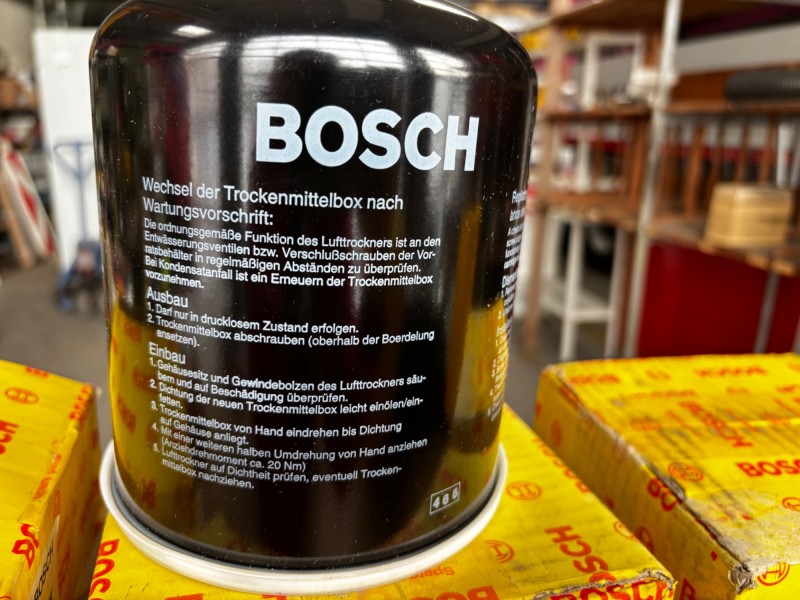 BOSCH
Wechsel der Trockenmittelbox nach
Wartungsvorschrift:
Die ordnungsgemäße Funktion des Lufttrockners ist an den
Entwässerungsventilen bzw. Verschlußschrauben der Vor-
ratsbehälter in regelmäßigen Abständen zu überprüfen.
Bei Kondensatanfall ist ein Erneuern der Trockenmittelbox
vorzunehmen.
Ausbau
1. Darf nur in drucklosem Zustand erfolgen.
2. Trockenmittelbox abschrauben (oberhalb der Boerdelung
ansetzen).
Einbau
1. Gehäusesitz und Gewindebolzen des Lufttrockners säu-
bern und auf Beschädigung überprüfen.
2. Dichtung der neuen Trockenmittelbox leicht einölen/ein-
fetten.
3. Trockenmittelbox von Hand eindrehen bis Dichtung
auf Gehäuse anliegt.
4. Mit einer weiteren halben Umdrehung von Hand anziehen
(Anziehdrehmoment ca. 20 Nm)
5. Lufttrockner auf Dichtheit prüfen, eventuell Trocken-
mittelbox nachziehen.
406
BOSCH
BOSCH
BOSCH
BOSCH